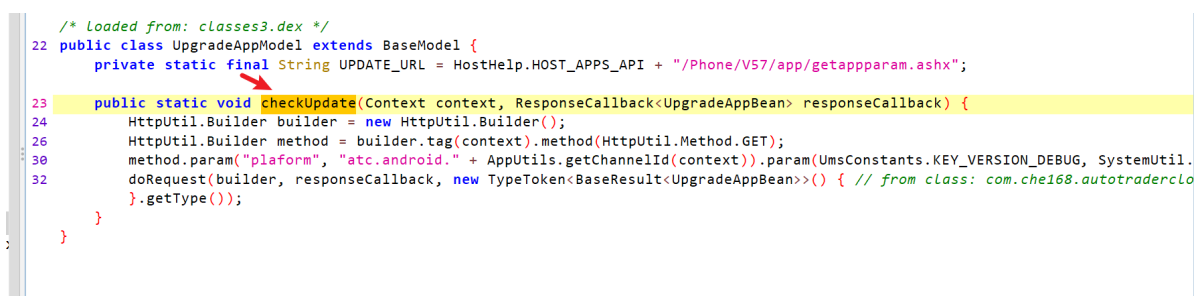 /* loaded from: classes3.dex */
22 public class UpgradeAppModel extends BaseModel {
private static final String UPDATE_URL = HostHelp.HOST_APPS_API + "/Phone/V57/app/getappparam.ashx";
23 public static void checkUpdate(Context context, ResponseCallback<UpgradeAppBean> responseCallback) {
24 HttpUtil.Builder builder = new HttpUtil.Builder();
26 HttpUtil.Builder method = builder.tag(context).method(HttpUtil.Method.GET);
30 method.param("plaform", "atc.android." + AppUtils.getChannelId(context)).param(UmsConstants.KEY_VERSION_DEBUG, SystemUtil.
32 doRequest(builder, responseCallback, new TypeToken<BaseResult<UpgradeAppBean>>() { // from class: com.che168.autotraderclo
}.getType());
}
}